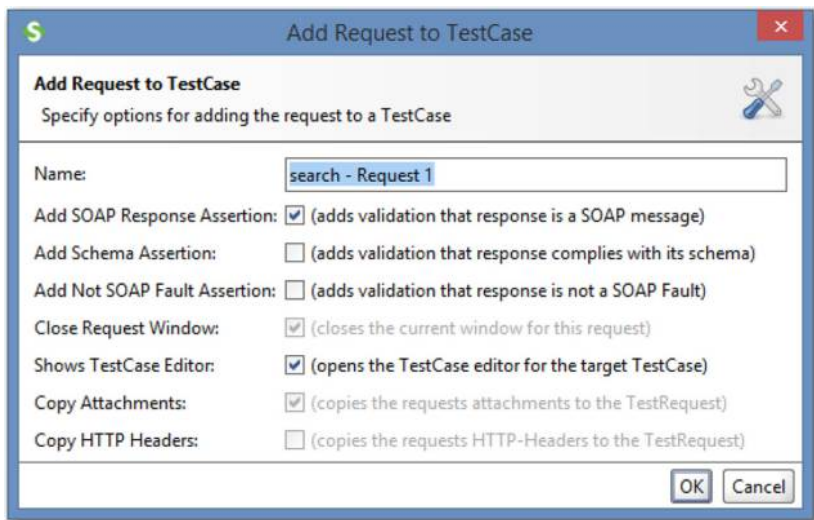 Add Request to TestCase
Add Request to TestCase
Specify options for adding the request to a TestCase
Name: search - Request 1
Add SOAP Response Assertion: (adds validation that response is a SOAP message)
Add Schema Assertion: (adds validation that response complies with its schema)
Add Not SOAP Fault Assertion: (adds validation that response is not a SOAP Fault)
Close Request Window: (closes the current window for this request)
Shows TestCase Editor: (opens the TestCase editor for the target TestCase)
Copy Attachments: (copies the requests attachments to the TestRequest)
Copy HTTP Headers: (copies the requests HTTP-Headers to the TestRequest)
OK Cancel